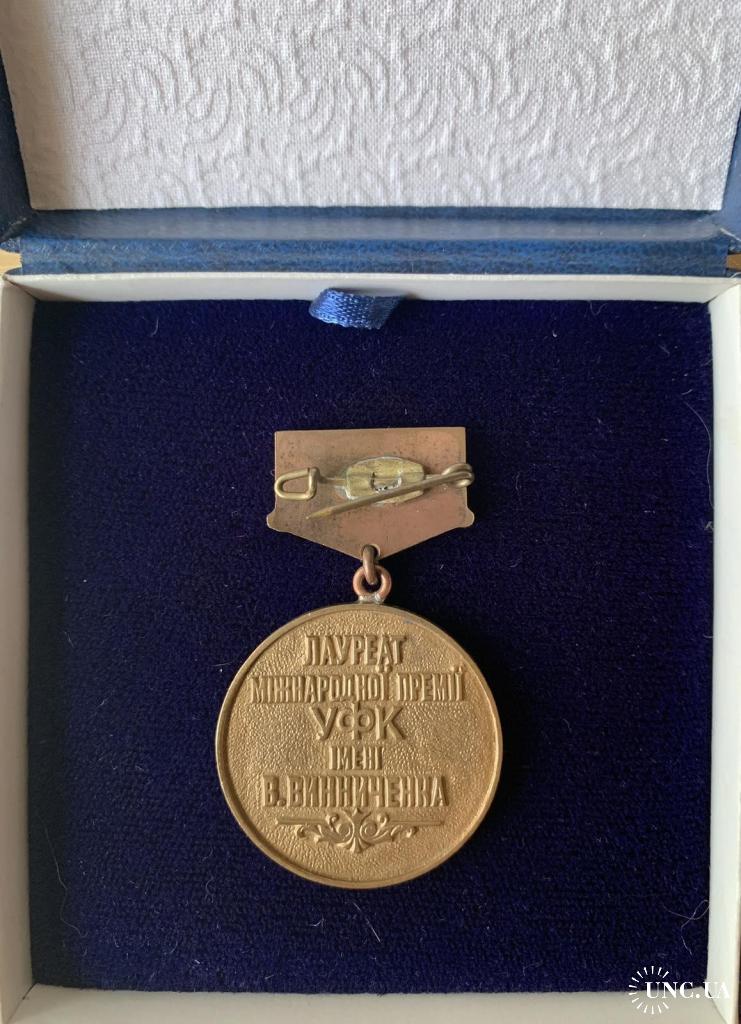 ЛАУРЕАТ
МІЖНАРОДНОЇ ПРЕМІЇ
УФК
ІМЕНІ
В. ВИННИЧЕНКА
UNC.UA